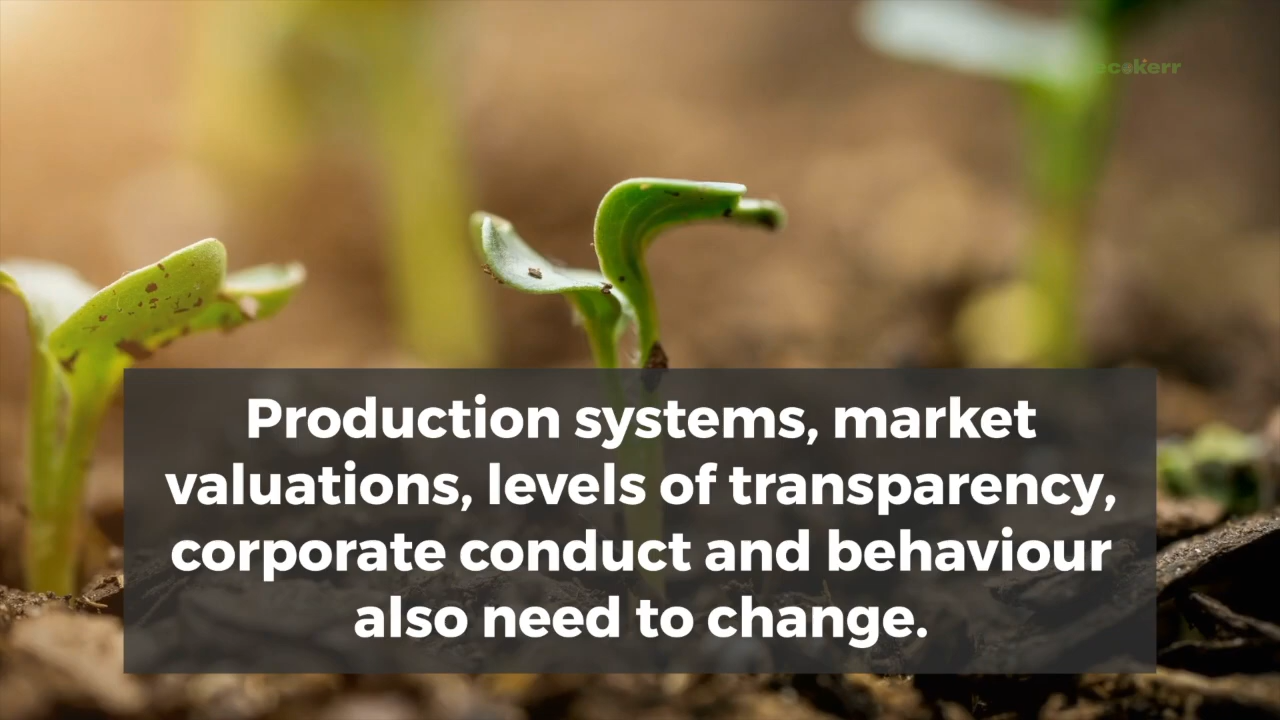 ecokerr
Production systems, market
valuations, levels of transparency,
corporate conduct and behaviour
also need to change.